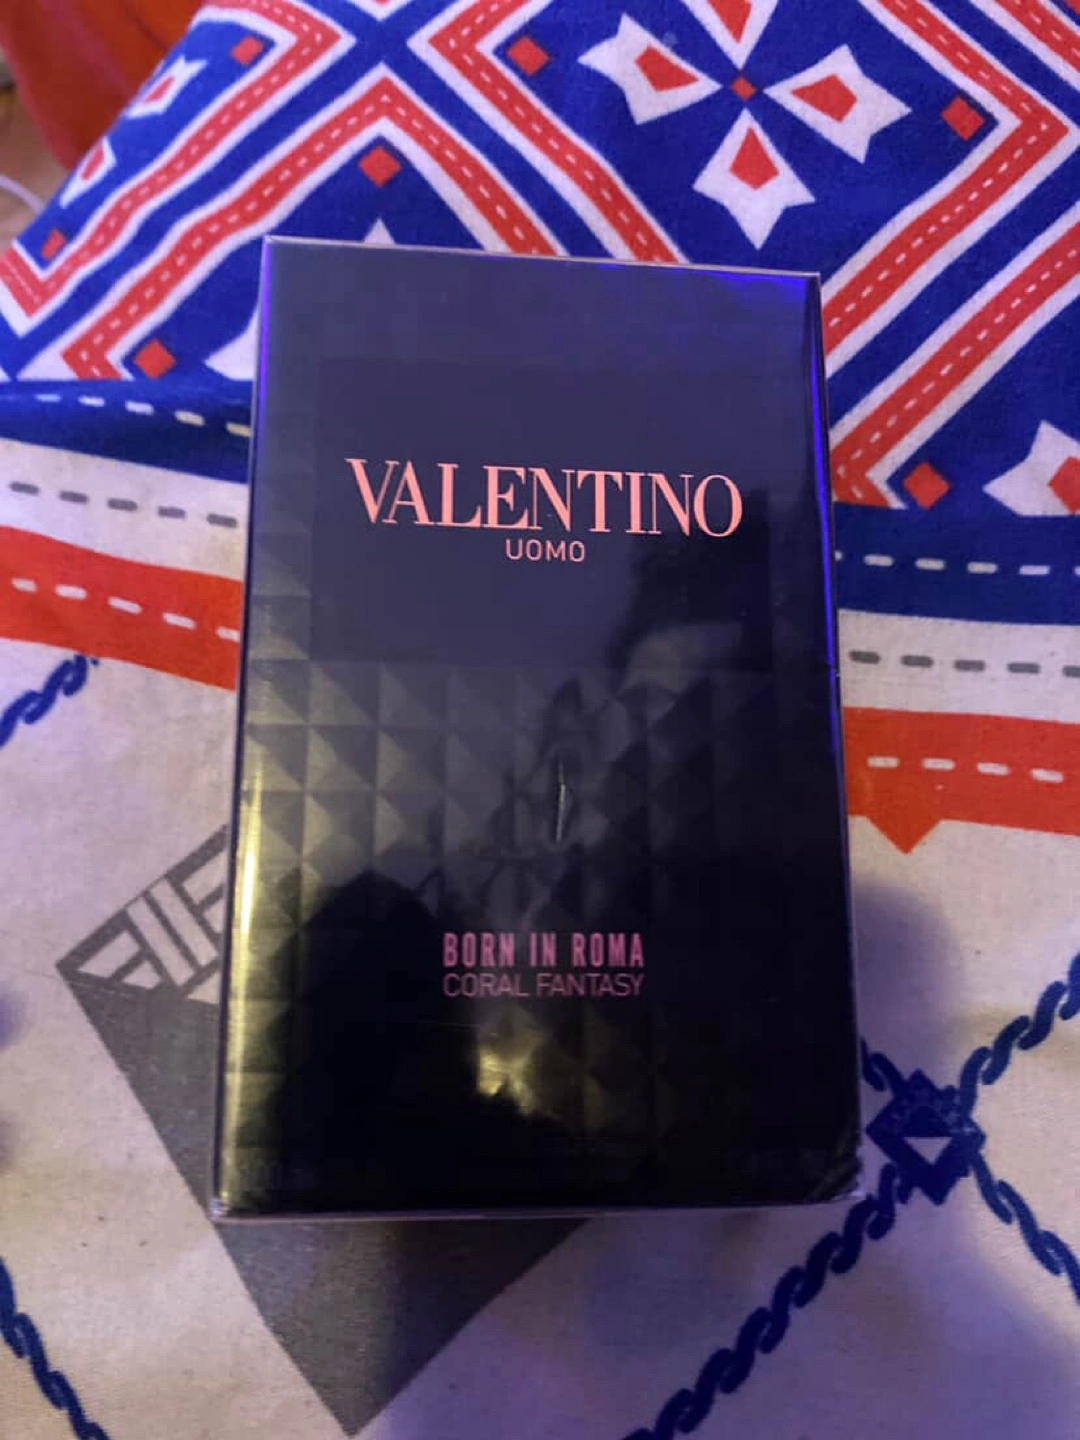 VALENTINO
UOMO
BORN IN ROMA
CORAL FANTASY